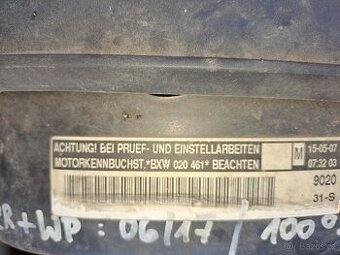 ACHTUNG! BEI PRUEF- UND EINSTELLARBEITEN
MOTORKENNBUCHST.*BXW 020 461* BEACHTEN
M
15-05-07
07:32 03
9020
31-S
ZR+WP: 06/17/100